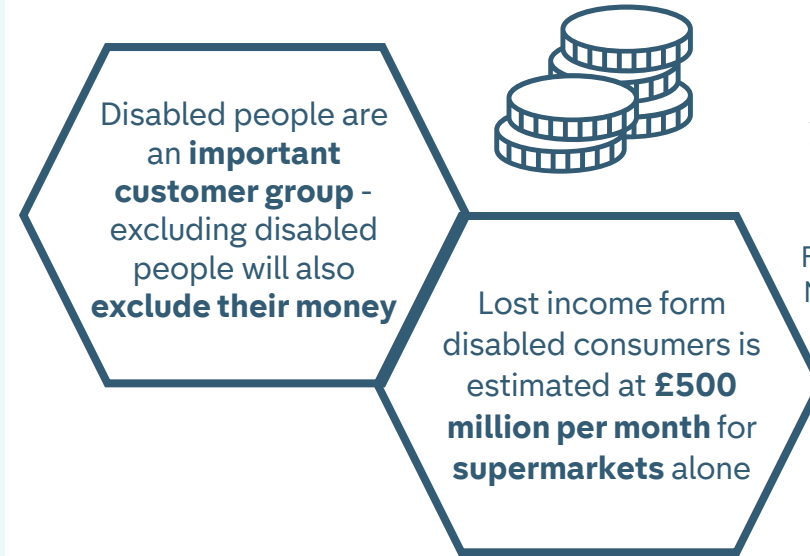 Disabled people are
an important
customer group -
excluding disabled
people will also
exclude their money
Lost income form
disabled consumers is
estimated at £500
million per month for
supermarkets alone